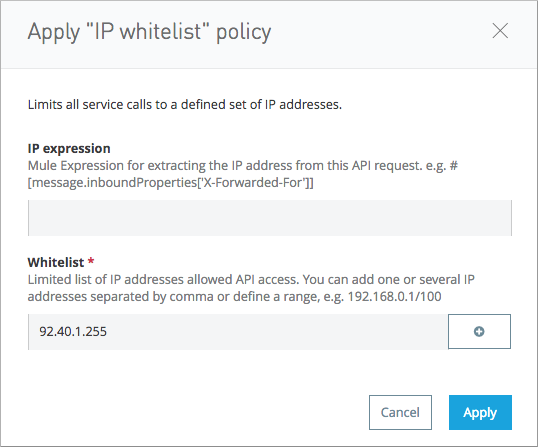 Apply "IP whitelist" policy
Limits all service calls to a defined set of IP addresses.
IP expression
Mule Expression for extracting the IP address from this API request. e.g. #
[message.inboundProperties['X-Forwarded-For']]
Whitelist *
Limited list of IP addresses allowed API access. You can add one or several IP
addresses separated by comma or define a range, e.g. 192.168.0.1/100
92.40.1.255
Cancel
Apply